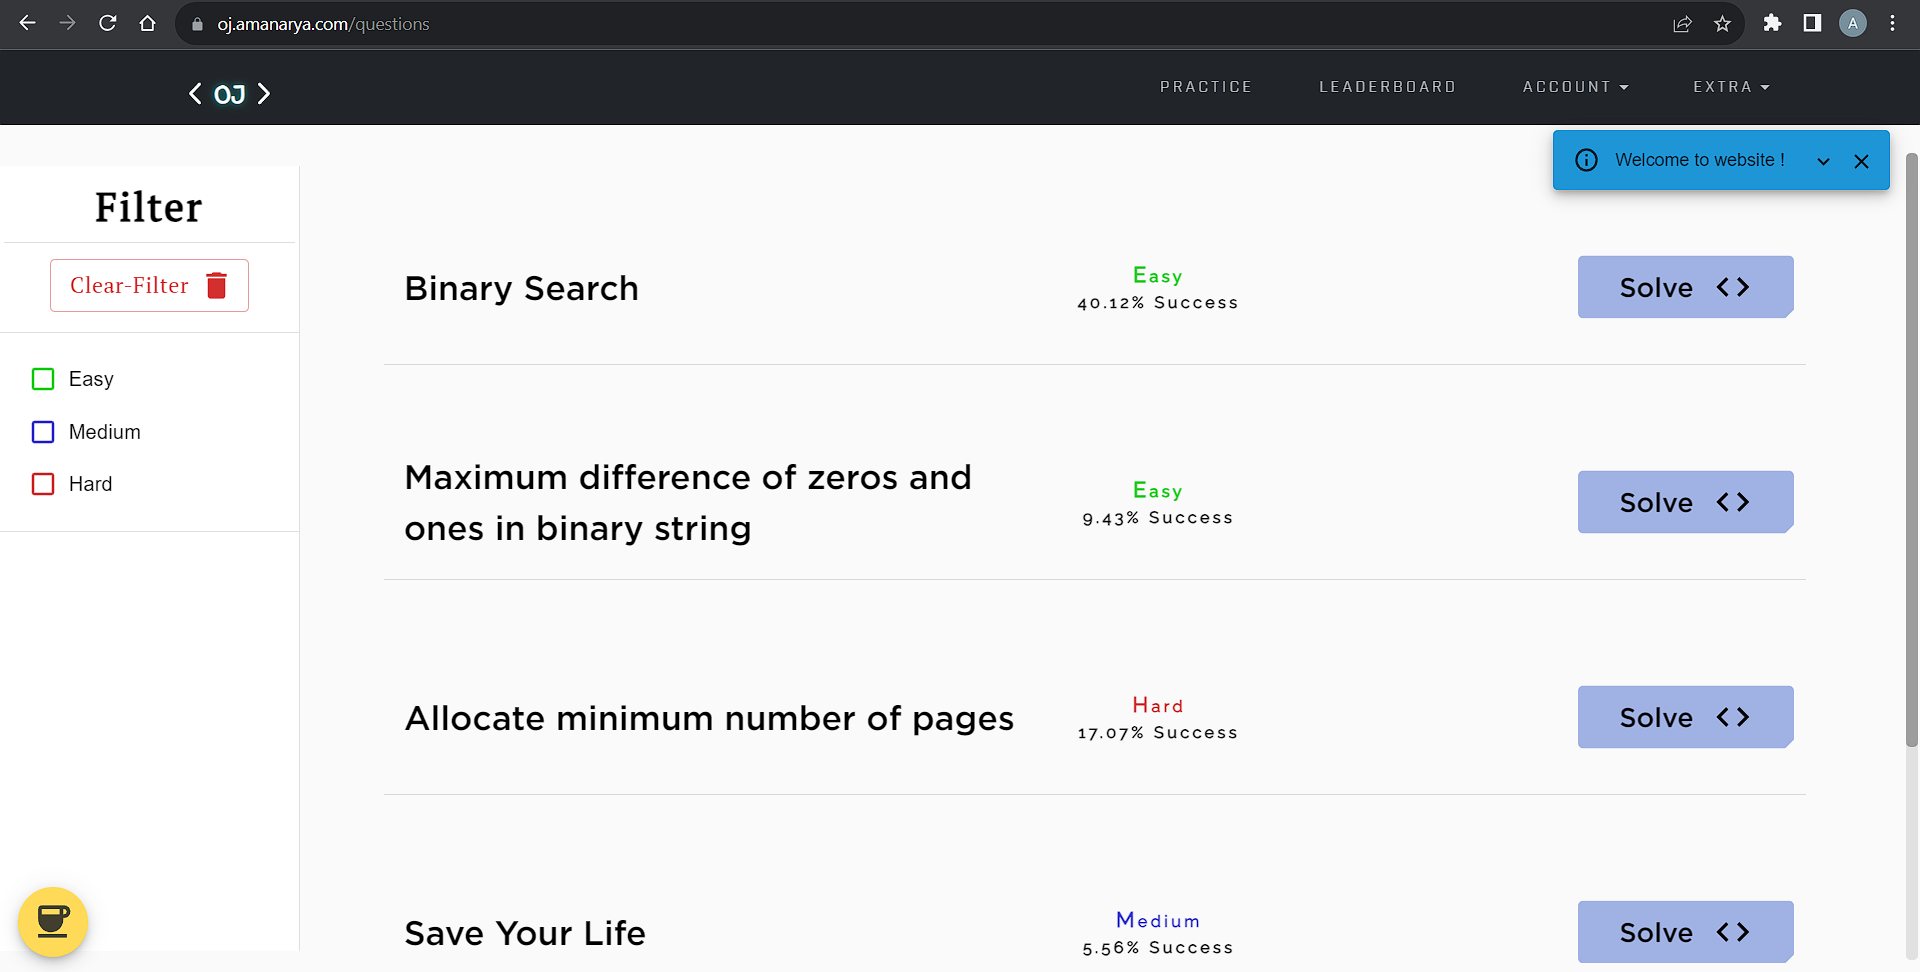 oj.amanarya.com/questions
A
< OJ >
PRACTICE
LEADERBOARD
ACCOUNT
EXTRA
Welcome to website !
Filter
Clear-Filter
Easy
Medium
Hard
Binary Search
Easy
40.12% Success
Solve <>
Maximum difference of zeros and
ones in binary string
Easy
9.43% Success
Solve <>
Allocate minimum number of pages
Hard
17.07% Success
Solve <>
Save Your Life
Medium
5.56% Success
Solve <>